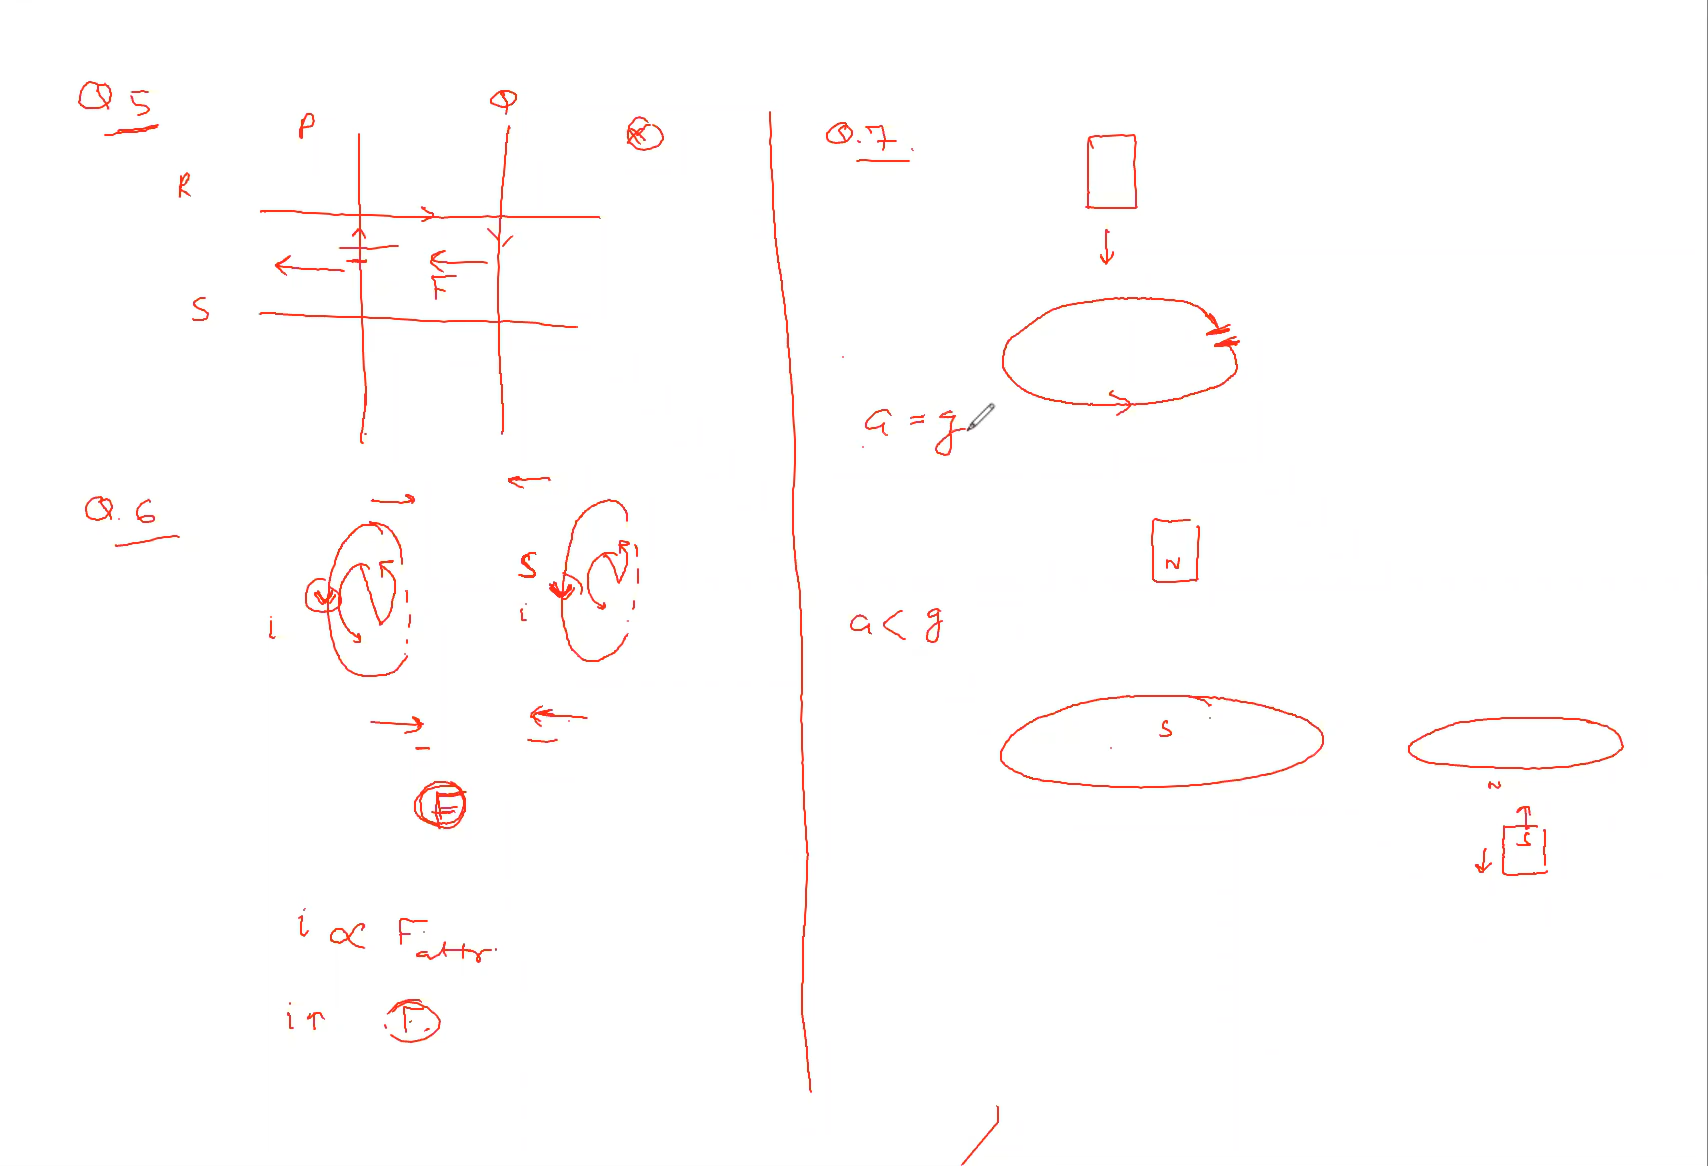 Q 5
P
Q
R
F
S
Q. 6
S
i
i
F
i ∝ F attr.
i ↑ F
Q. 7
a = g
N
a < g
S
N
S